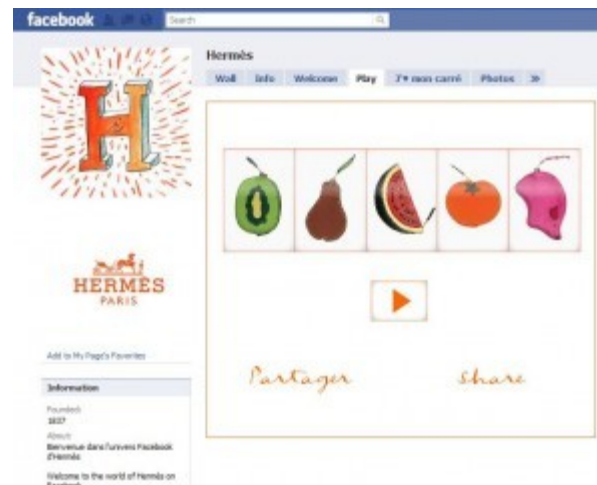 facebook
Search
Hermès
Wall Info Welcome Play J'♥ mon carré Photos »
H
HERMÈS
PARIS
Partager share
Add to My Page's Favorites
Information
Founded:
1837
About:
Bienvenue dans l'univers Facebook
d'Hermès
Welcome to the world of Hermès on
Facebook